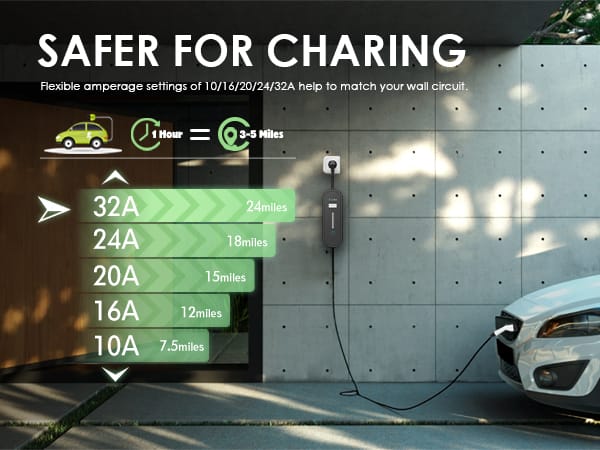 SAFER FOR CHARING
Flexible amperage settings of 10/16/20/24/32A help to match your wall circuit.
1 Hour = 3-5 Miles
32A 24miles
24A 18miles
20A 15miles
16A 12miles
10A 7.5miles